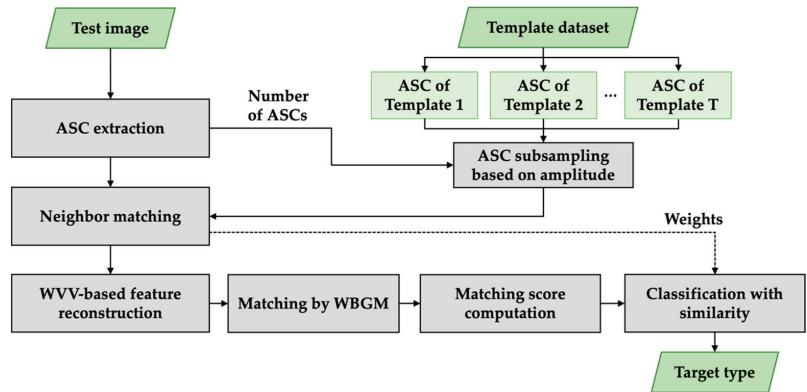 Test image
Template dataset
ASC of
Template 1
ASC of
Template 2
...
ASC of
Template T
Number
of ASCs
ASC extraction
ASC subsampling
based on amplitude
Neighbor matching
Weights
WVV-based feature
reconstruction
Matching by WBGM
Matching score
computation
Classification with
similarity
Target type